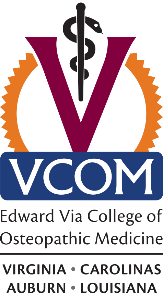 V
VCOM
Edward Via College of
Osteopathic Medicine
VIRGINIA • CAROLINAS
AUBURN • LOUISIANA